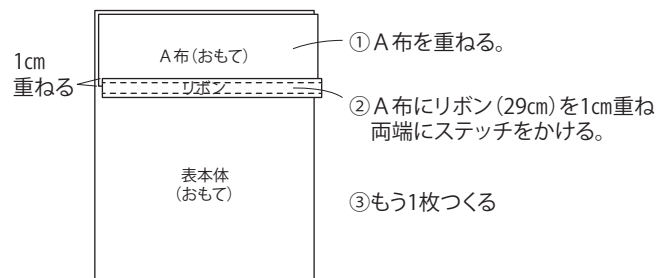 A布(おもて)
①A布を重ねる。
1㎝
重ねる
リボン
②A布にリボン(29㎝)を1㎝重ね
両端にステッチをかける。
表本体
(おもて)
③もう1枚つくる